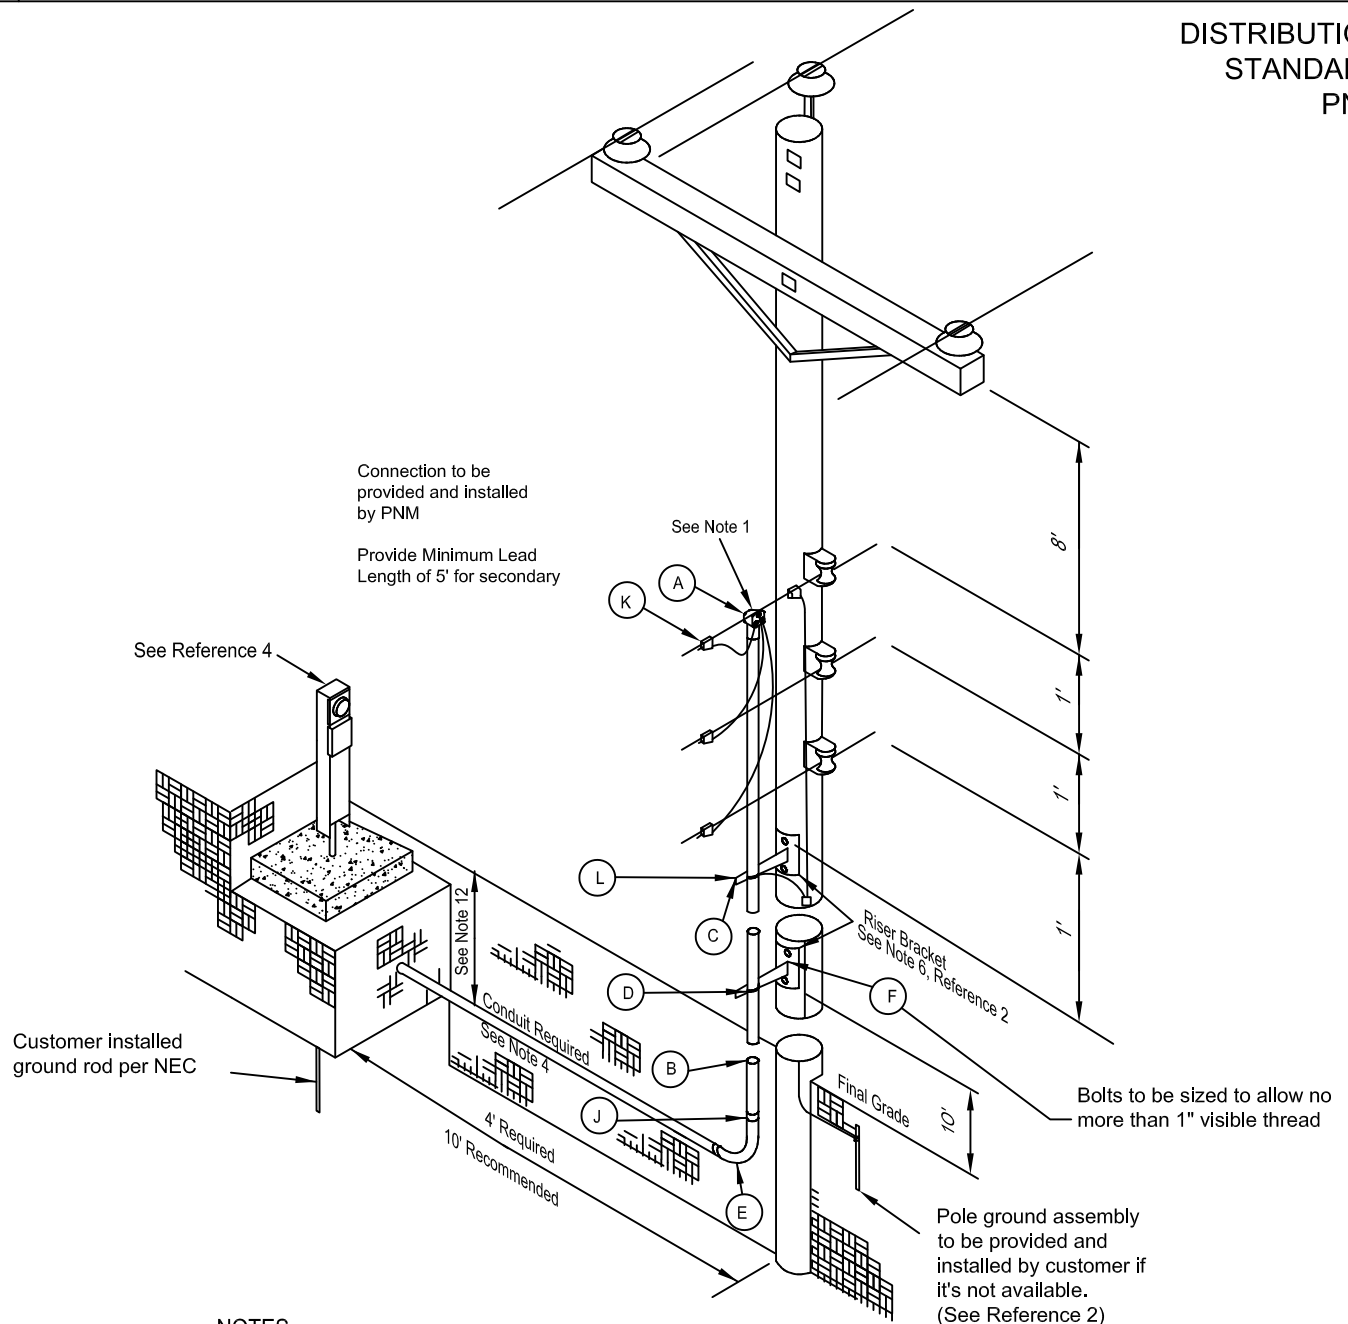 DISTRIBUTIO
STANDA
PN
Connection to be
provided and installed
by PNM
Provide Minimum Lead
Length of 5' for secondary
See Note 1
A
K
See Reference 4
8'
1'
1'
1'
L
C
D
F
B
J
E
See Note 12
Riser Bracket
See Note 6, Reference 2
Conduit Required
See Note 4
Customer installed
ground rod per NEC
4' Required
10' Recommended
Final Grade
10'
Bolts to be sized to allow no
more than 1" visible thread
Pole ground assembly
to be provided and
installed by customer if
it's not available.
(See Reference 2)
NOTES